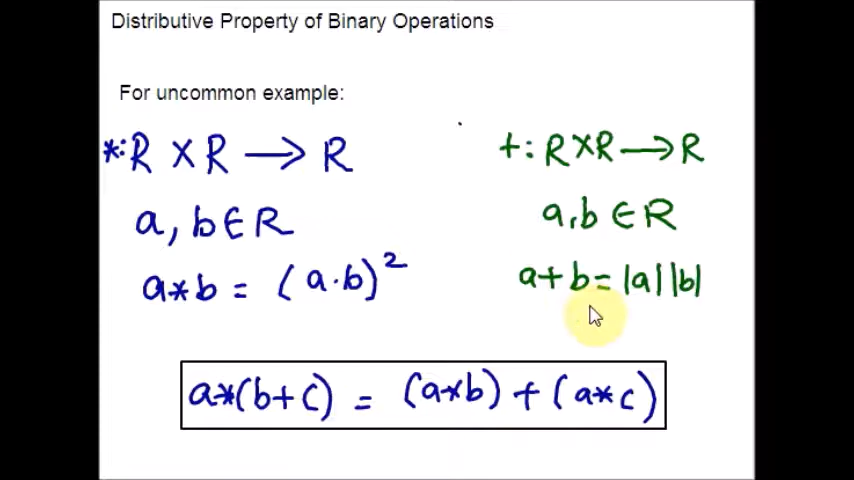 Distributive Property of Binary Operations
For uncommon example:
*: R × R → R
a, b ∈ R
a * b = (a · b)²
+: R × R → R
a, b ∈ R
a + b = |a| |b|
a * (b + c) = (a * b) + (a * c)